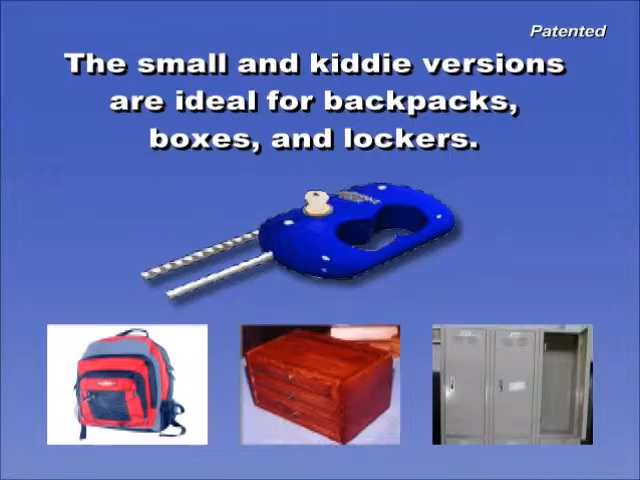 Patented
The small and kiddie versions
are ideal for backpacks,
boxes, and lockers.